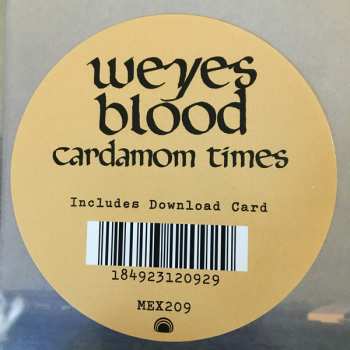 weyes
blood
cardamom times
Includes Download Card
184923120929
MEX209